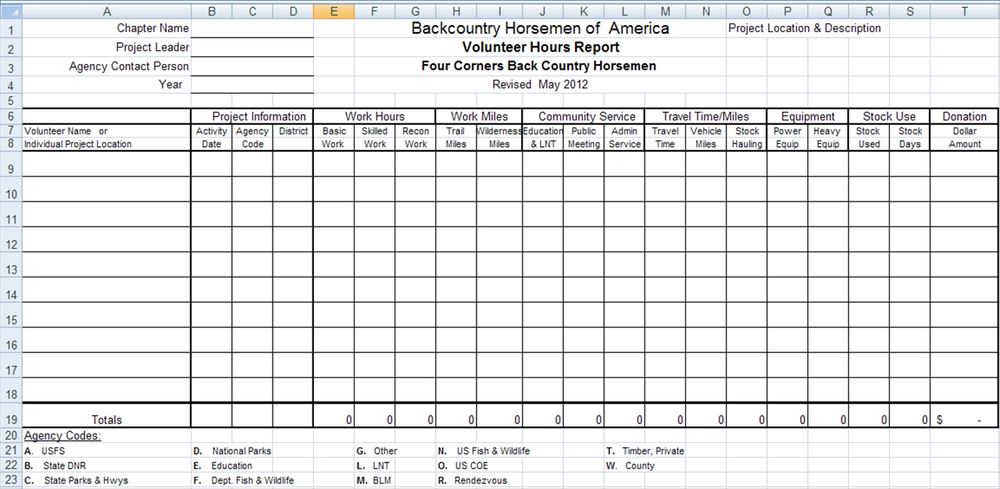 A B C D E F G H I J K L M N O P Q R S T
1 Chapter Name Backcountry Horsemen of America Project Location & Description
2 Project Leader Volunteer Hours Report
3 Agency Contact Person Four Corners Back Country Horsemen
4 Year Revised May 2012
5
6 Project Information Work Hours Work Miles Community Service Travel Time/Miles Equipment Stock Use Donation
7 Volunteer Name or Activity Agency District Basic Skilled Recon Trail Wilderness Education Public Admin Travel Vehicle Stock Power Heavy Stock Stock Dollar
8 Individual Project Location Date Code Work Work Work Miles Miles & LNT Meeting Service Time Miles Hauling Equip Equip Used Days Amount
9
10
11
12
13
14
15
16
17
18
19 Totals 0 0 0 0 0 0 0 0 0 0 0 0 0 0 0 $ -
20 Agency Codes:
21 A. USFS D. National Parks G. Other N. US Fish & Wildlife T. Timber, Private
22 B. State DNR E. Education L. LNT O. US COE W. County
23 C. State Parks & Hwys F. Dept. Fish & Wildlife M. BLM R. Rendezvous